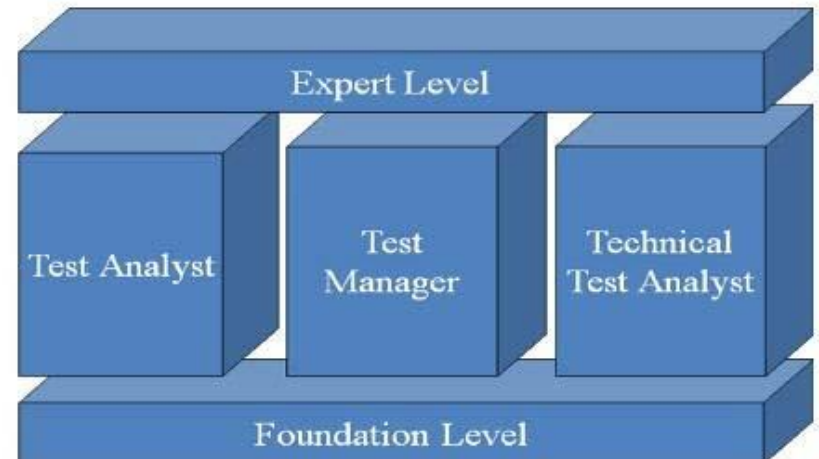 Expert Level
Test Analyst
Test
Manager
Technical
Test Analyst
Foundation Level